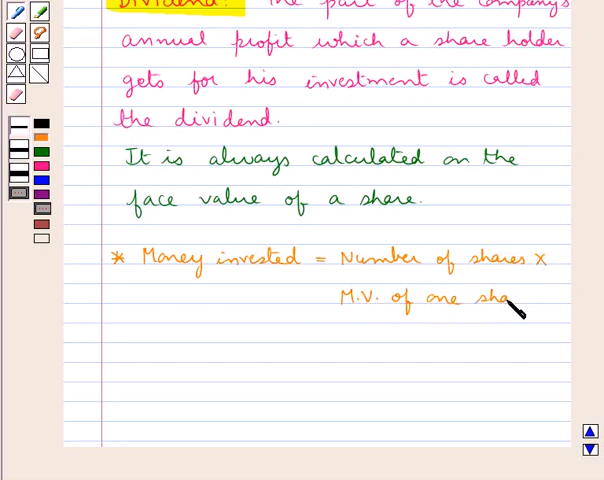 Dividend: The part of the company's
annual profit which a share holder
gets for his investment is called
the dividend.
It is always calculated on the
face value of a share.
* Money invested = Number of shares x
M.V. of one sha